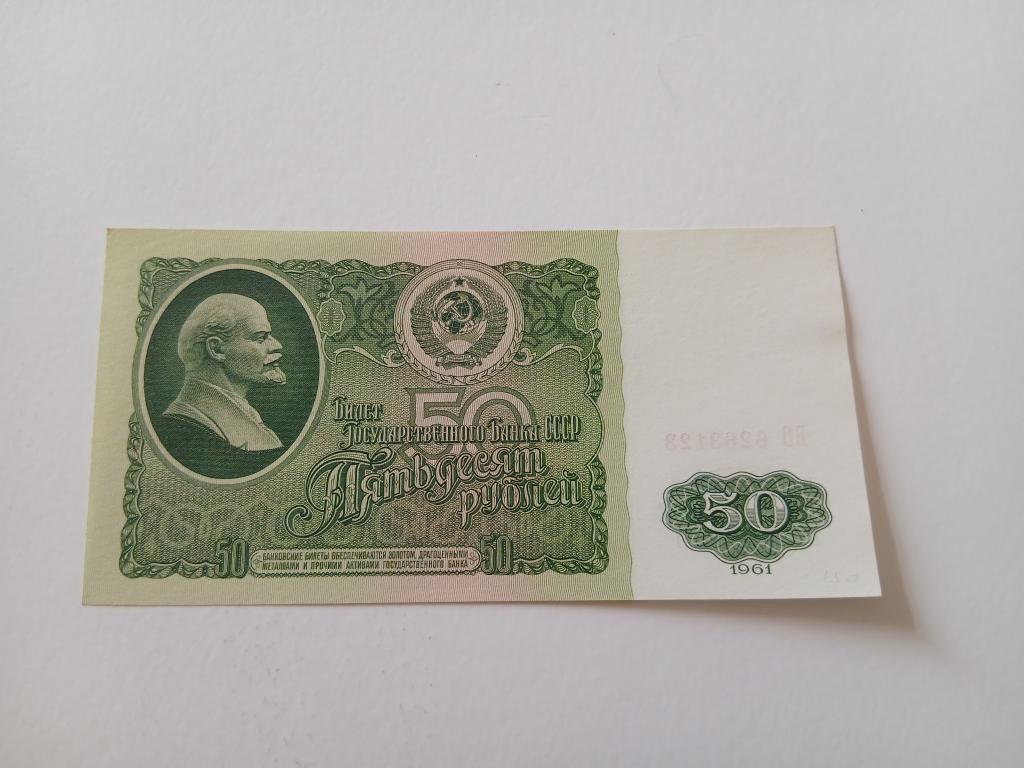 Билет
Государственного Банка СССР
50
Пятьдесят
рублей
50
БАНКОВСКИЕ БИЛЕТЫ ОБЕСПЕЧИВАЮТСЯ ЗОЛОТОМ, ДРАГОЦЕННЫМИ
МЕТАЛЛАМИ И ПРОЧИМИ АКТИВАМИ ГОСУДАРСТВЕННОГО БАНКА
50
6263123
50
1961